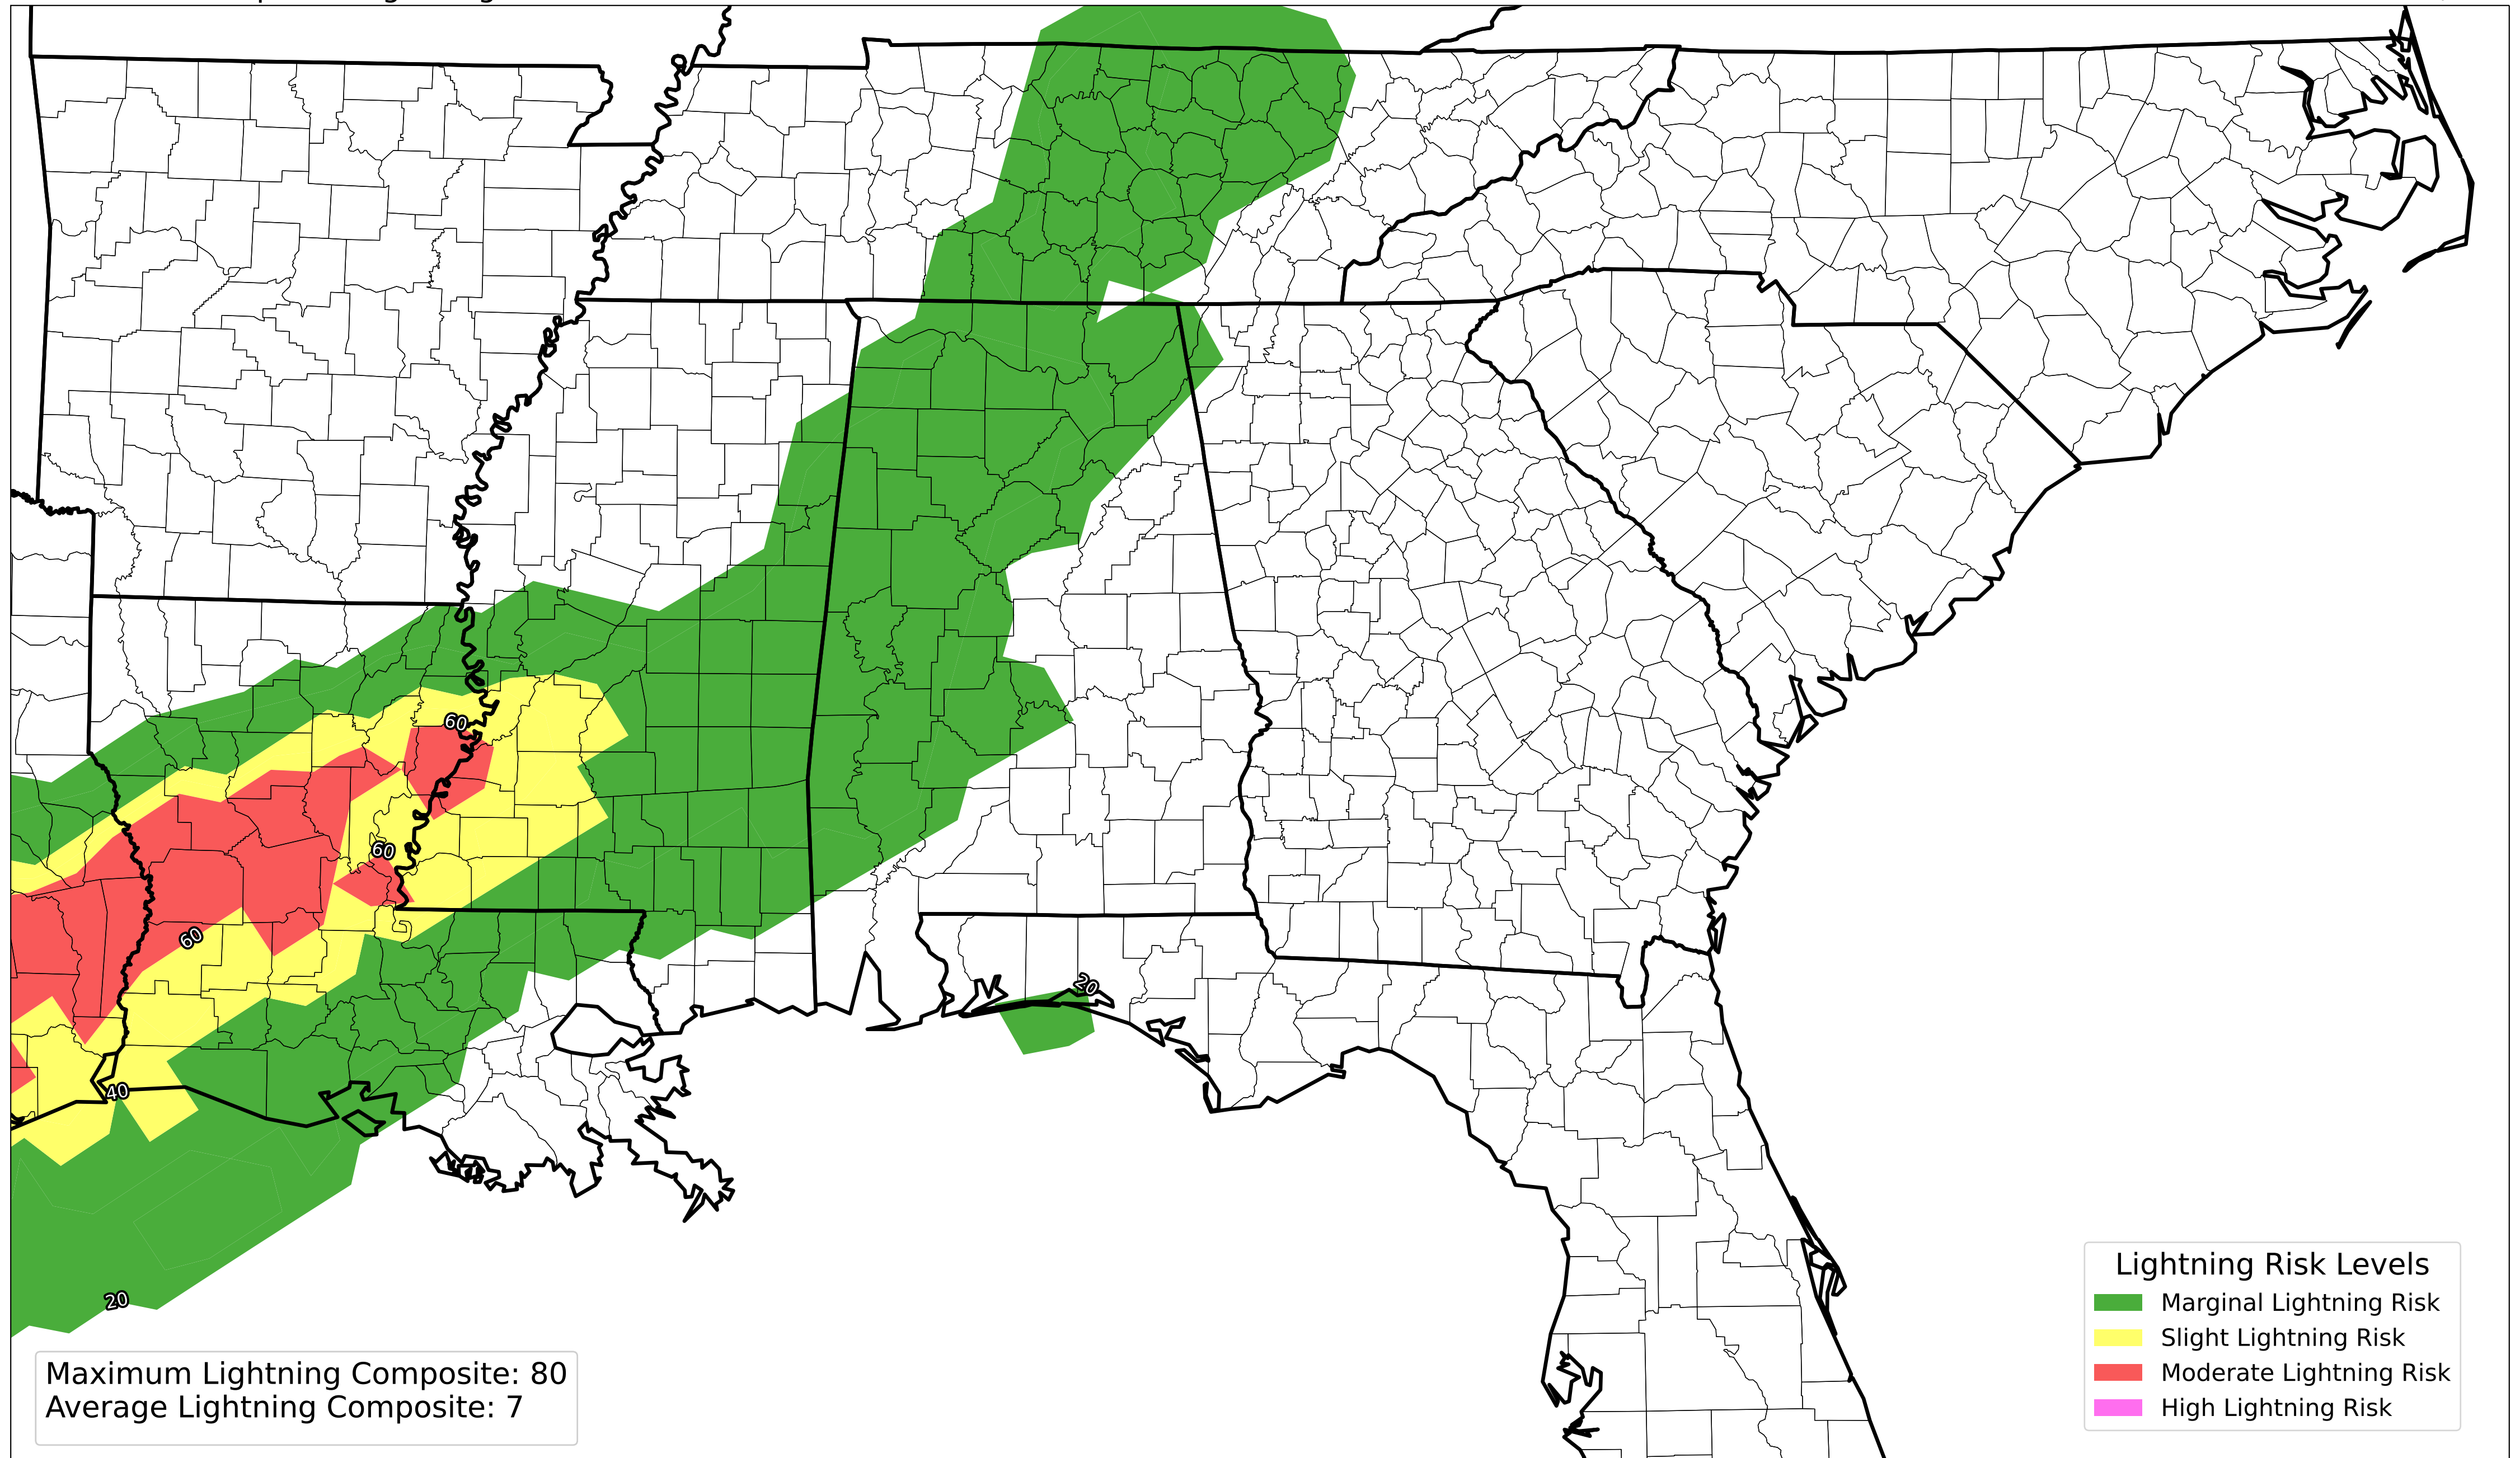 60
60
60
20
40
20
Lightning Risk Levels
Marginal Lightning Risk
Slight Lightning Risk
Moderate Lightning Risk
High Lightning Risk
Maximum Lightning Composite: 80
Average Lightning Composite: 7